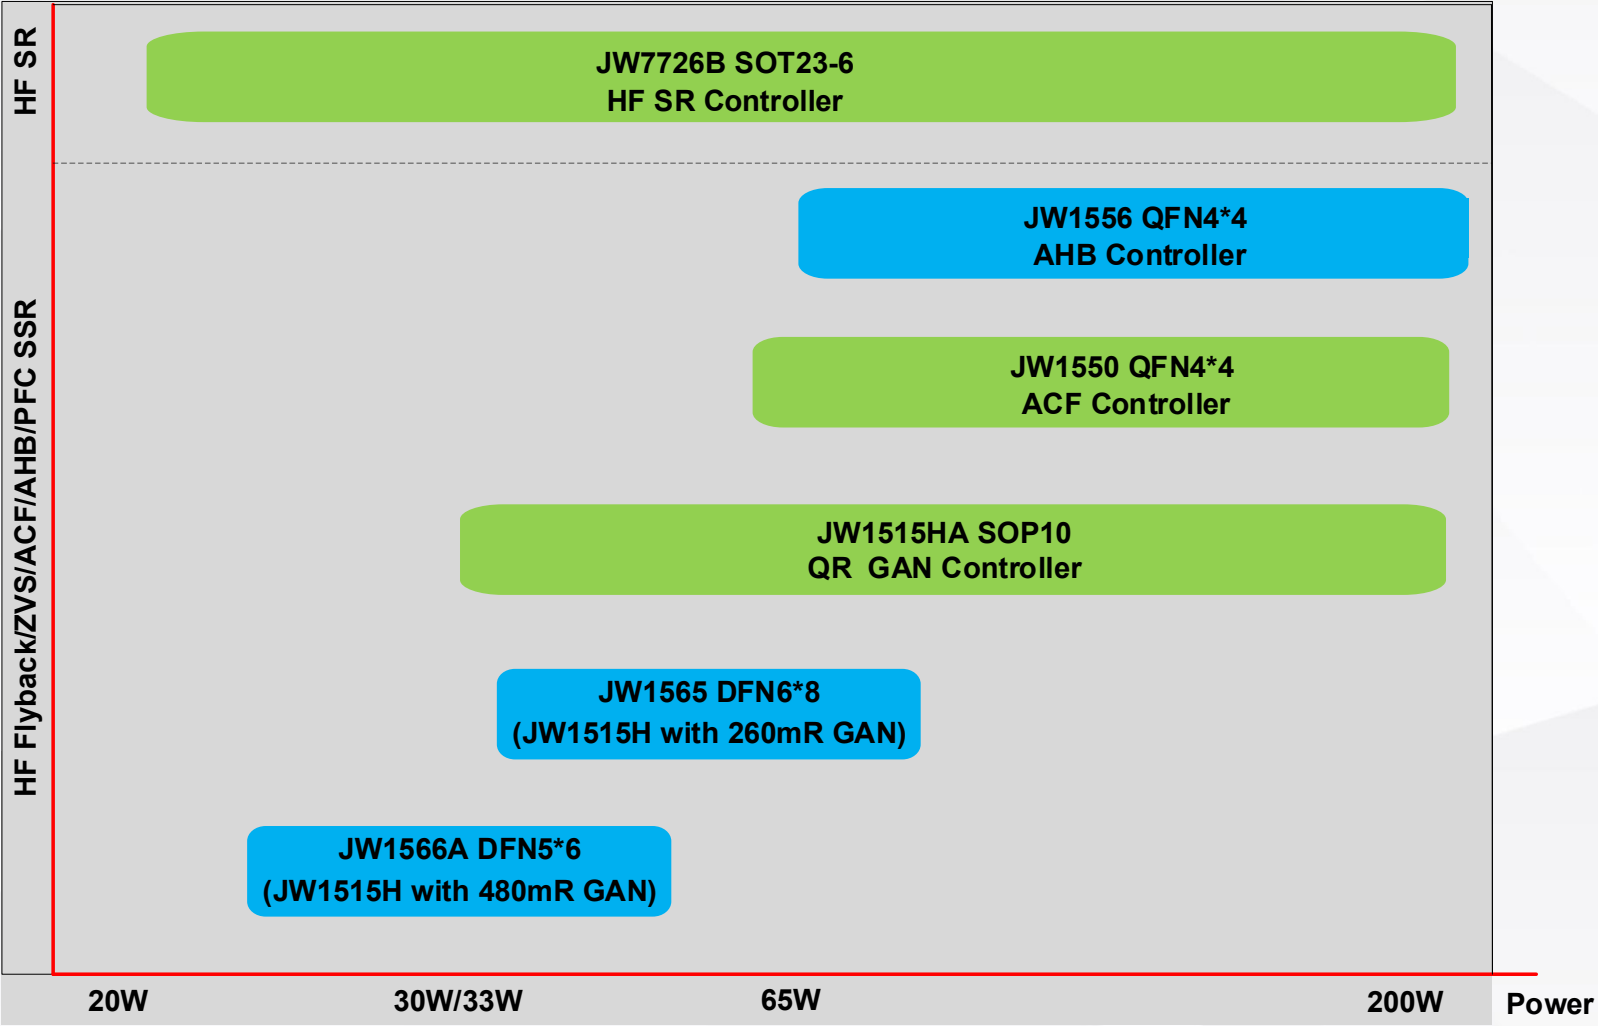 HF SR
JW7726B SOT23-6
HF SR Controller
HF Flyback/ZVS/ACF/AHB/PFC SSR
JW1556 QFN4*4
AHB Controller
JW1550 QFN4*4
ACF Controller
JW1515HA SOP10
QR GAN Controller
JW1565 DFN6*8
(JW1515H with 260mR GAN)
JW1566A DFN5*6
(JW1515H with 480mR GAN)
20W 30W/33W 65W 200W Power